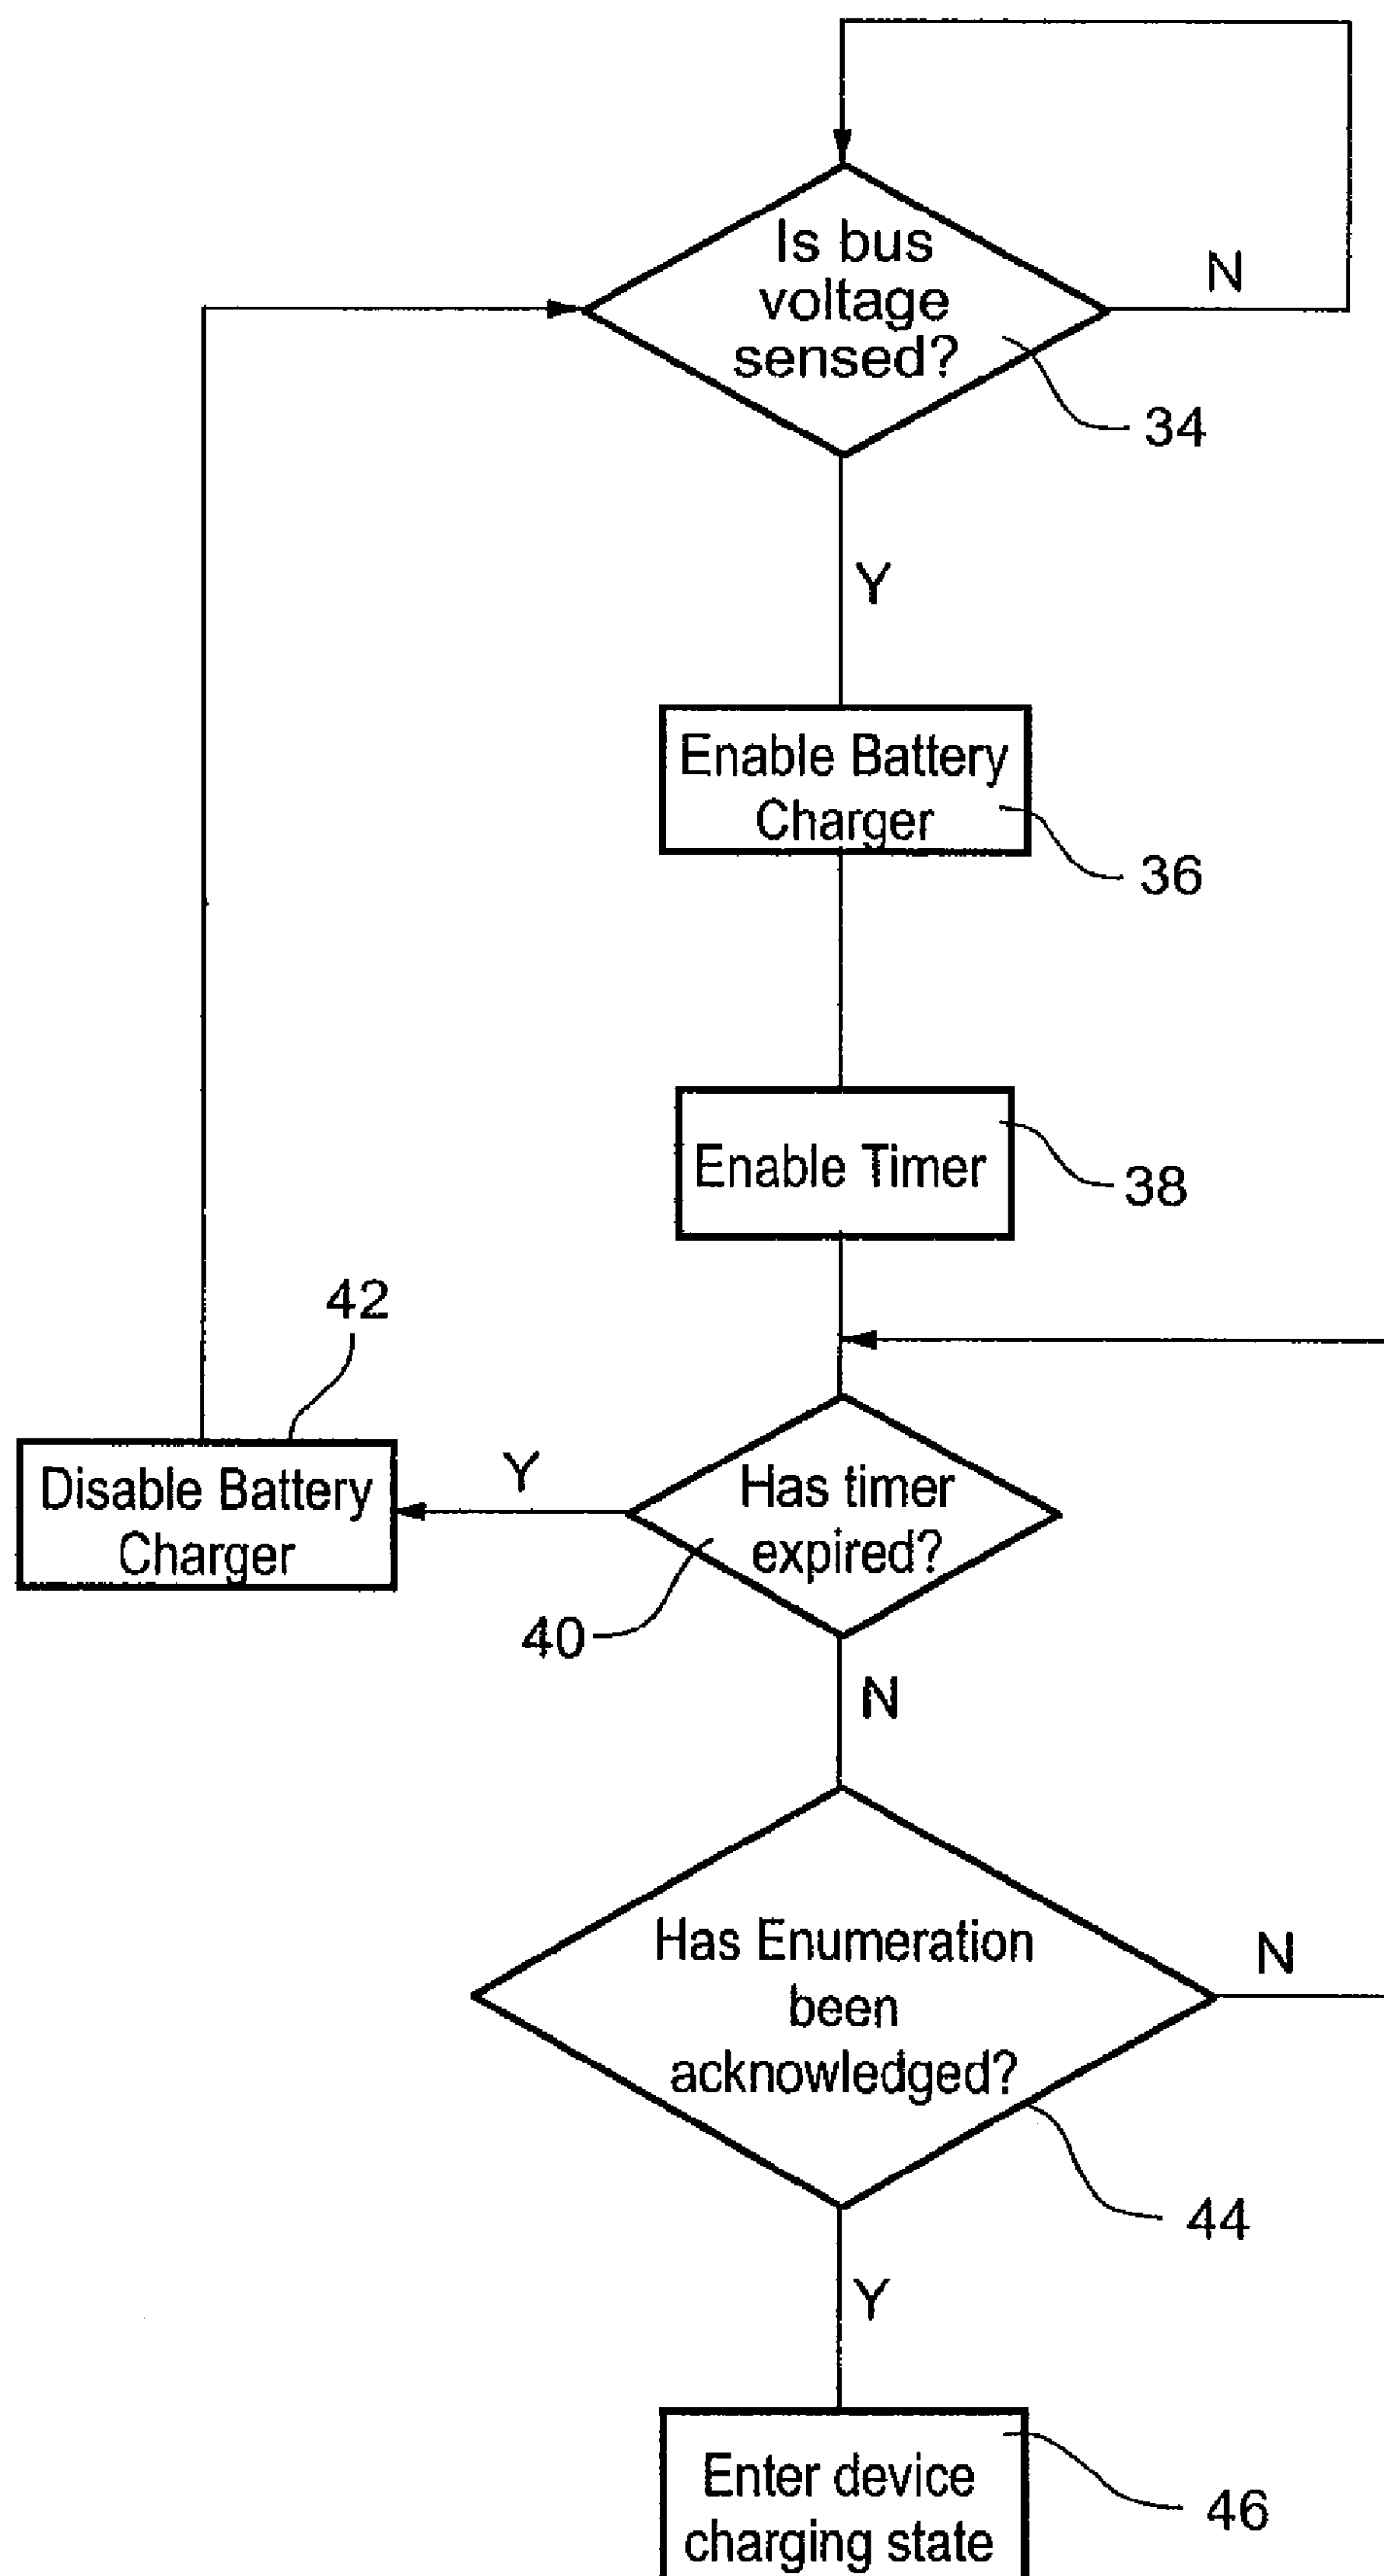 Is bus
voltage
sensed?
N
34
Y
Enable Battery
Charger
36
Enable Timer
38
42
Disable Battery
Charger
Y
Has timer
expired?
40
N
Has Enumeration
been
acknowledged?
N
44
Y
Enter device
charging state
46